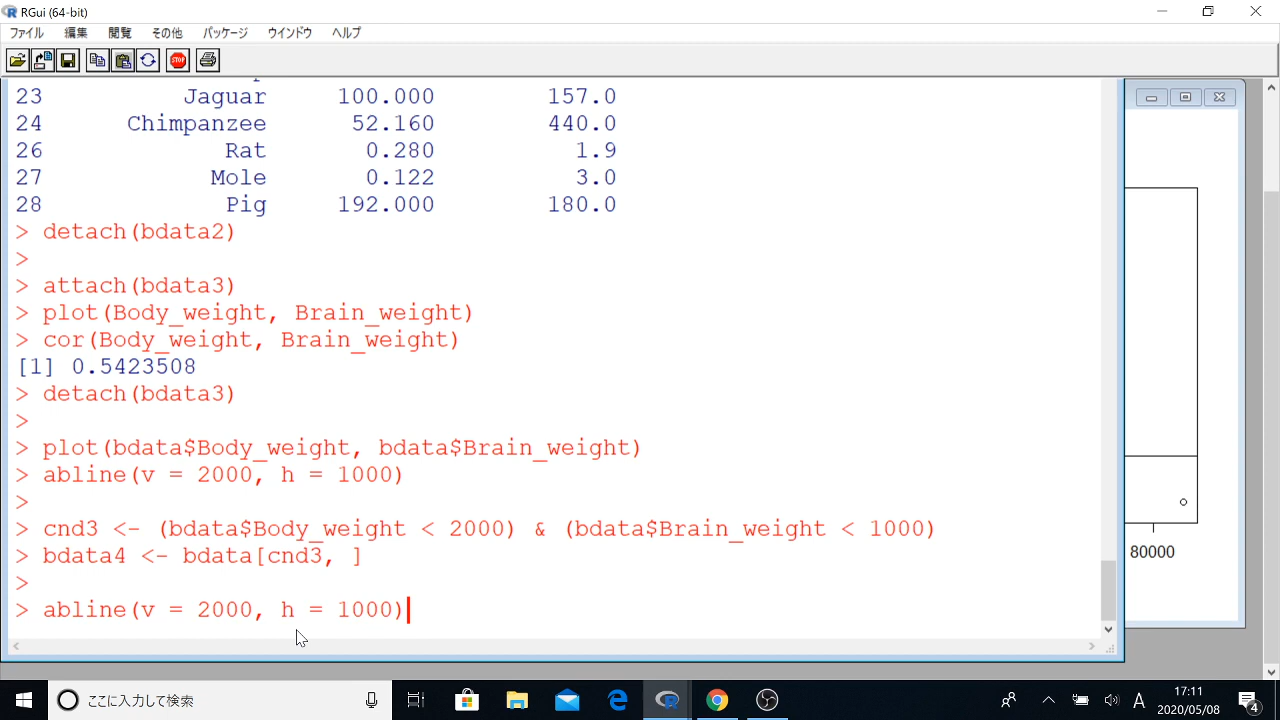 RGui (64-bit)
ファイル 編集 閲覧 その他 パッケージ ウインドウ ヘルプ
STOP
23 Jaguar 100.000 157.0
24 Chimpanzee 52.160 440.0
26 Rat 0.280 1.9
27 Mole 0.122 3.0
28 Pig 192.000 180.0
> detach(bdata2)
>
> attach(bdata3)
> plot(Body_weight, Brain_weight)
> cor(Body_weight, Brain_weight)
[1] 0.5423508
> detach(bdata3)
>
> plot(bdata$Body_weight, bdata$Brain_weight)
> abline(v = 2000, h = 1000)
>
> cnd3 <- (bdata$Body_weight < 2000) & (bdata$Brain_weight < 1000)
> bdata4 <- bdata[cnd3, ]
>
> abline(v = 2000, h = 1000)
80000
ここに入力して検索
A
17:11
2020/05/08
4